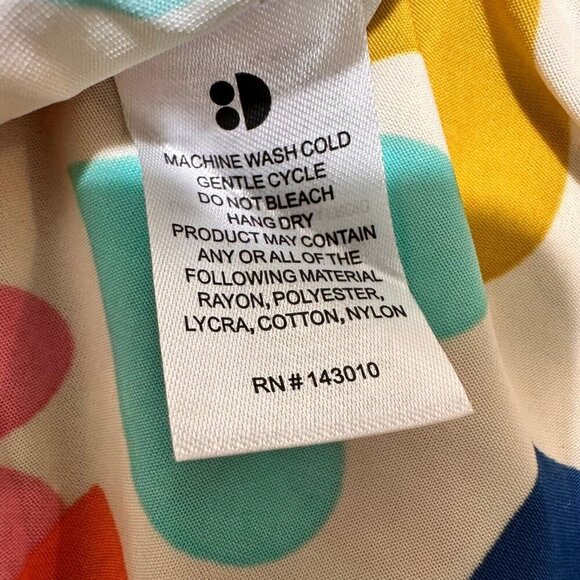 MACHINE WASH COLD
GENTLE CYCLE
DO NOT BLEACH
HANG DRY
PRODUCT MAY CONTAIN
ANY OR ALL OF THE
FOLLOWING MATERIAL
RAYON, POLYESTER,
LYCRA, COTTON, NYLON
RN # 143010